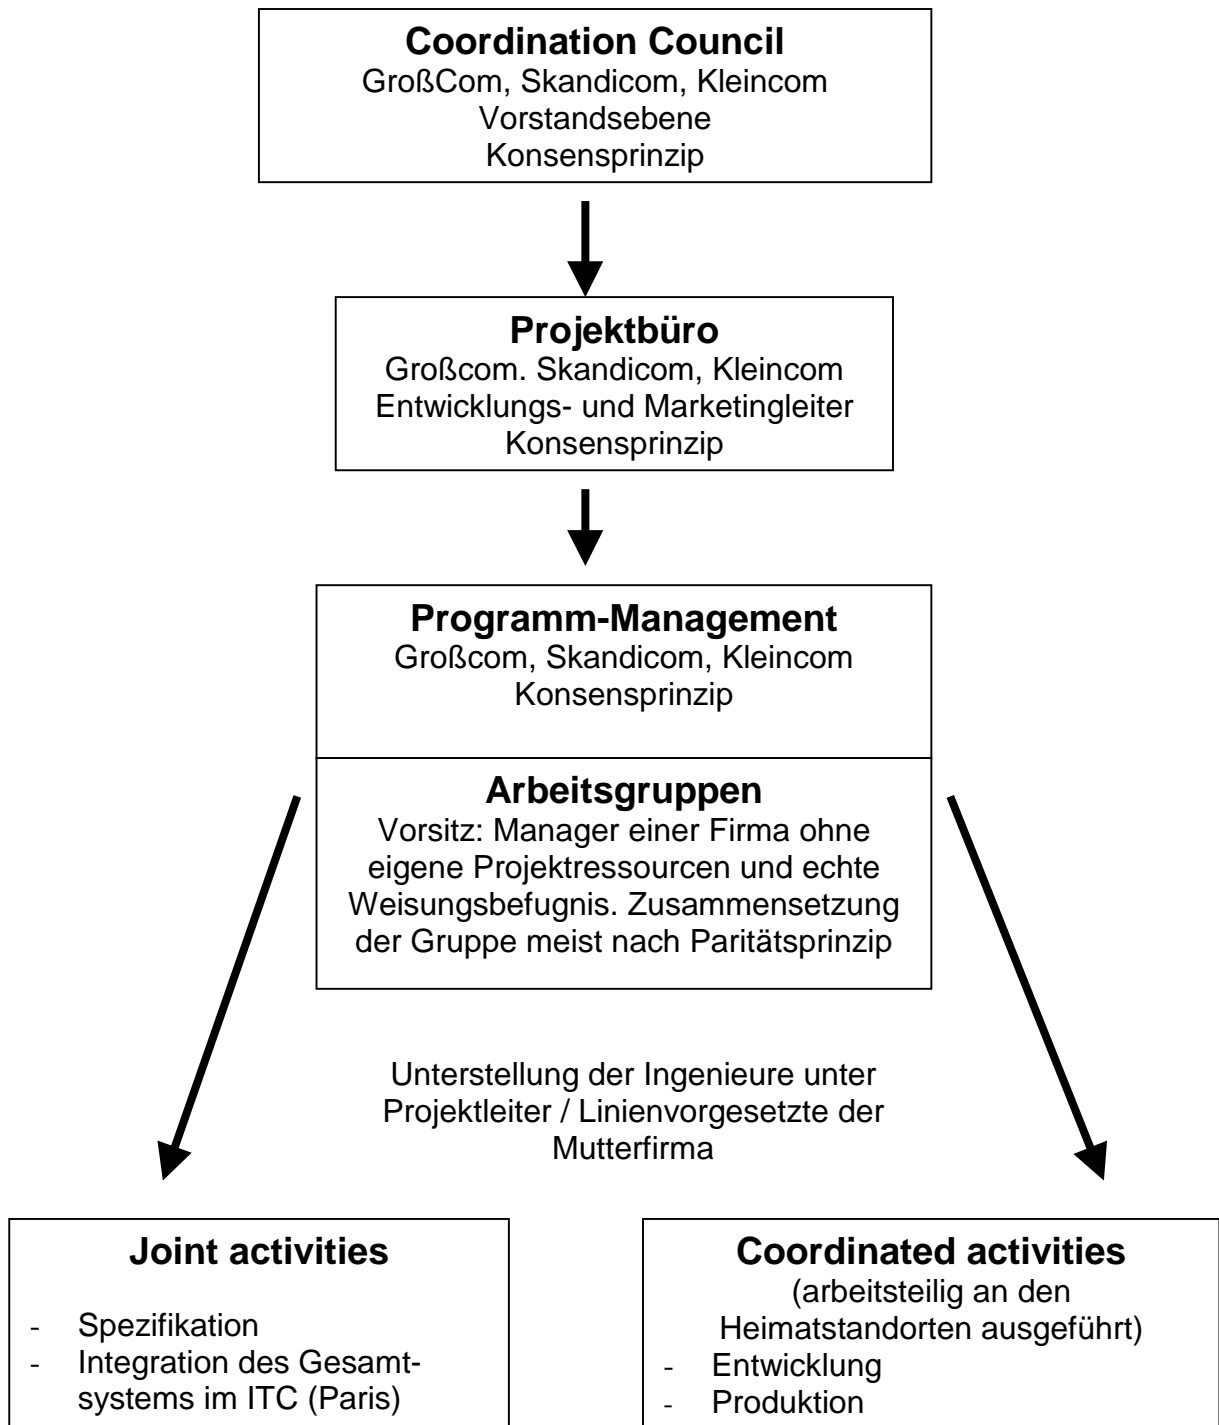 Coordination Council
GroßCom, Skandicom, Kleincom
Vorstandsebene
Konsensprinzip
Projektbüro
Großcom. Skandicom, Kleincom
Entwicklungs- und Marketingleiter
Konsensprinzip
Programm-Management
Großcom, Skandicom, Kleincom
Konsensprinzip
Arbeitsgruppen
Vorsitz: Manager einer Firma ohne
eigene Projektressourcen und echte
Weisungsbefugnis. Zusammensetzung
der Gruppe meist nach Paritätsprinzip
Unterstellung der Ingenieure unter
Projektleiter / Linienvorgesetzte der
Mutterfirma
Joint activities
- Spezifikation
- Integration des Gesamt-
systems im ITC (Paris)
Coordinated activities
(arbeitsteilig an den
Heimatstandorten ausgeführt)
- Entwicklung
- Produktion